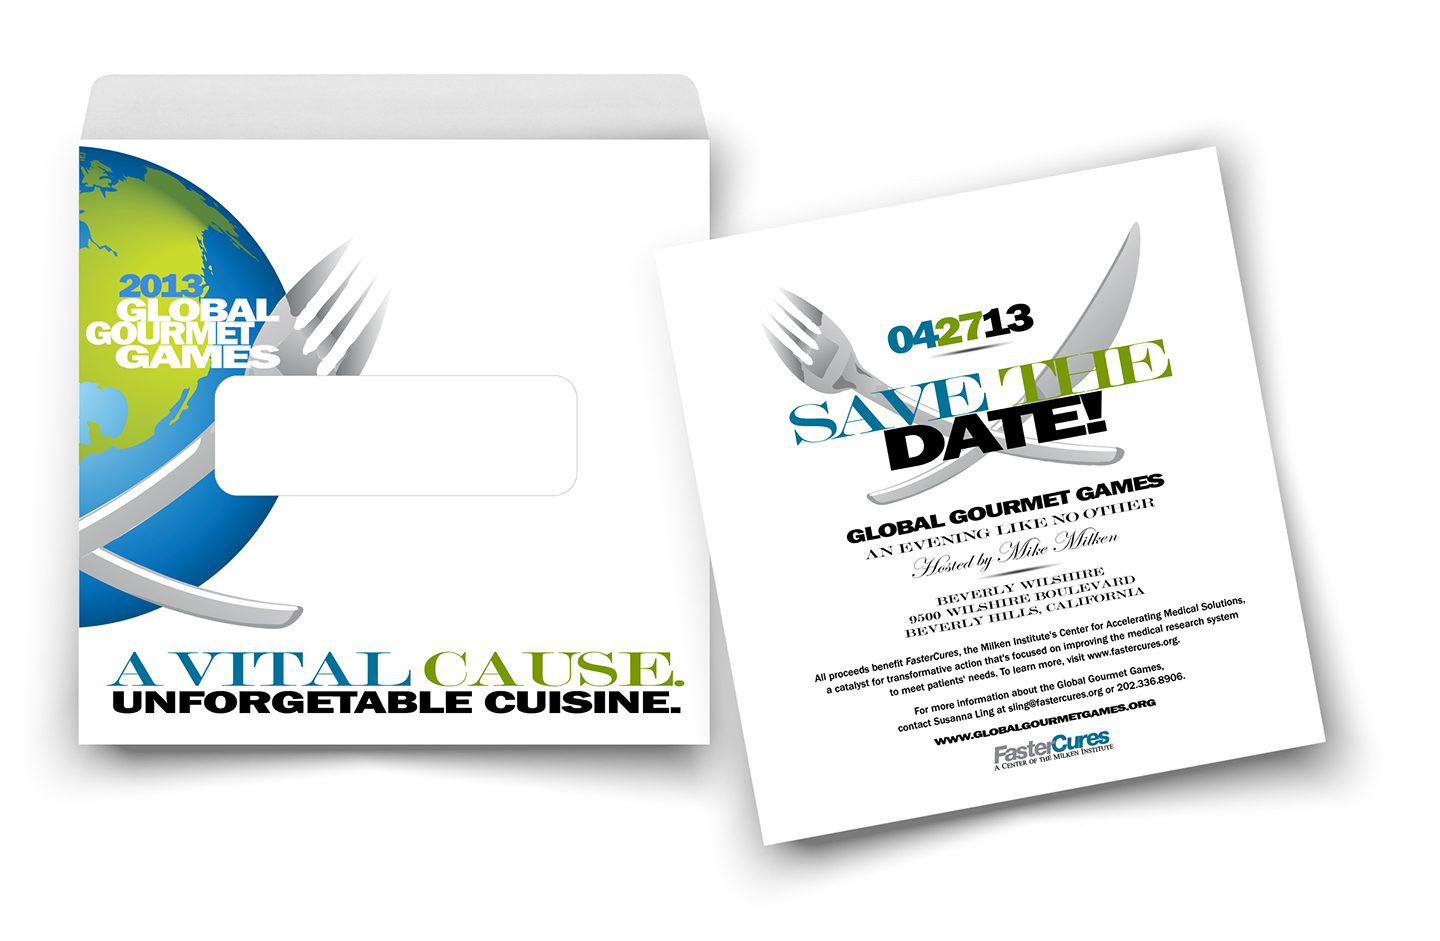 2013
GLOBAL
GOURMET
GAMES
A VITAL CAUSE.
UNFORGETABLE CUISINE.
042713
SAVE THE
DATE!
GLOBAL GOURMET GAMES
AN EVENING LIKE NO OTHER
Hosted by Mike Milken
BEVERLY WILSHIRE
9500 WILSHIRE BOULEVARD
BEVERLY HILLS, CALIFORNIA
All proceeds benefit FasterCures, the Milken Institute's Center for Accelerating Medical Solutions,
a catalyst for transformative action that's focused on improving the medical research system
to meet patients' needs. To learn more, visit www.fastercures.org.
For more information about the Global Gourmet Games,
contact Susanna Ling at sling@fastercures.org or 202.336.8906.
WWW.GLOBALGOURMETGAMES.ORG
FasterCures
A CENTER OF THE MILKEN INSTITUTE